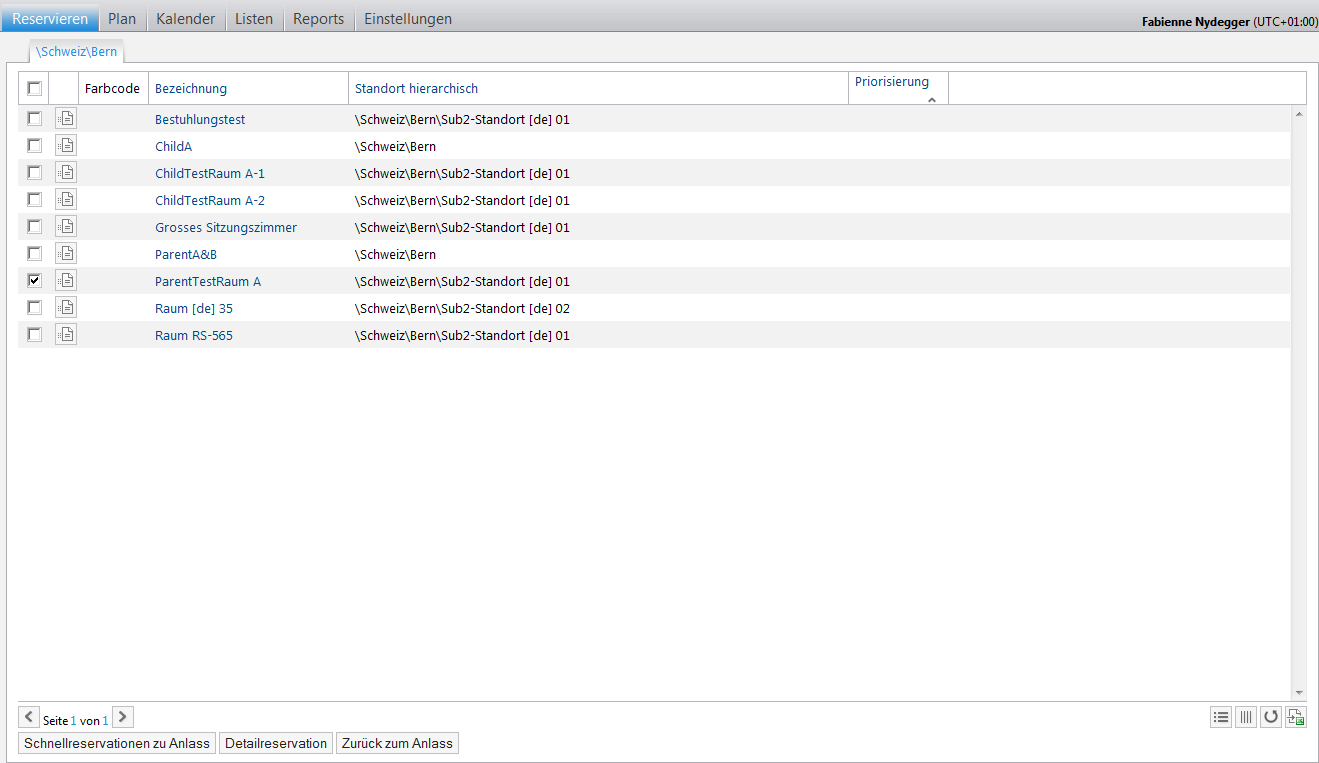 Reservieren Plan Kalender Listen Reports Einstellungen Fabienne Nydegger (UTC+01:00)
\Schweiz\Bern
Farbcode Bezeichnung Standort hierarchisch Priorisierung
Bestuhlungstest \Schweiz\Bern\Sub2-Standort [de] 01
ChildA \Schweiz\Bern
ChildTestRaum A-1 \Schweiz\Bern\Sub2-Standort [de] 01
ChildTestRaum A-2 \Schweiz\Bern\Sub2-Standort [de] 01
Grosses Sitzungszimmer \Schweiz\Bern\Sub2-Standort [de] 01
ParentA&B \Schweiz\Bern
ParentTestRaum A \Schweiz\Bern\Sub2-Standort [de] 01
Raum [de] 35 \Schweiz\Bern\Sub2-Standort [de] 02
Raum RS-565 \Schweiz\Bern\Sub2-Standort [de] 01
Seite 1 von 1
Schnellreservationen zu Anlass Detailreservation Zurück zum Anlass